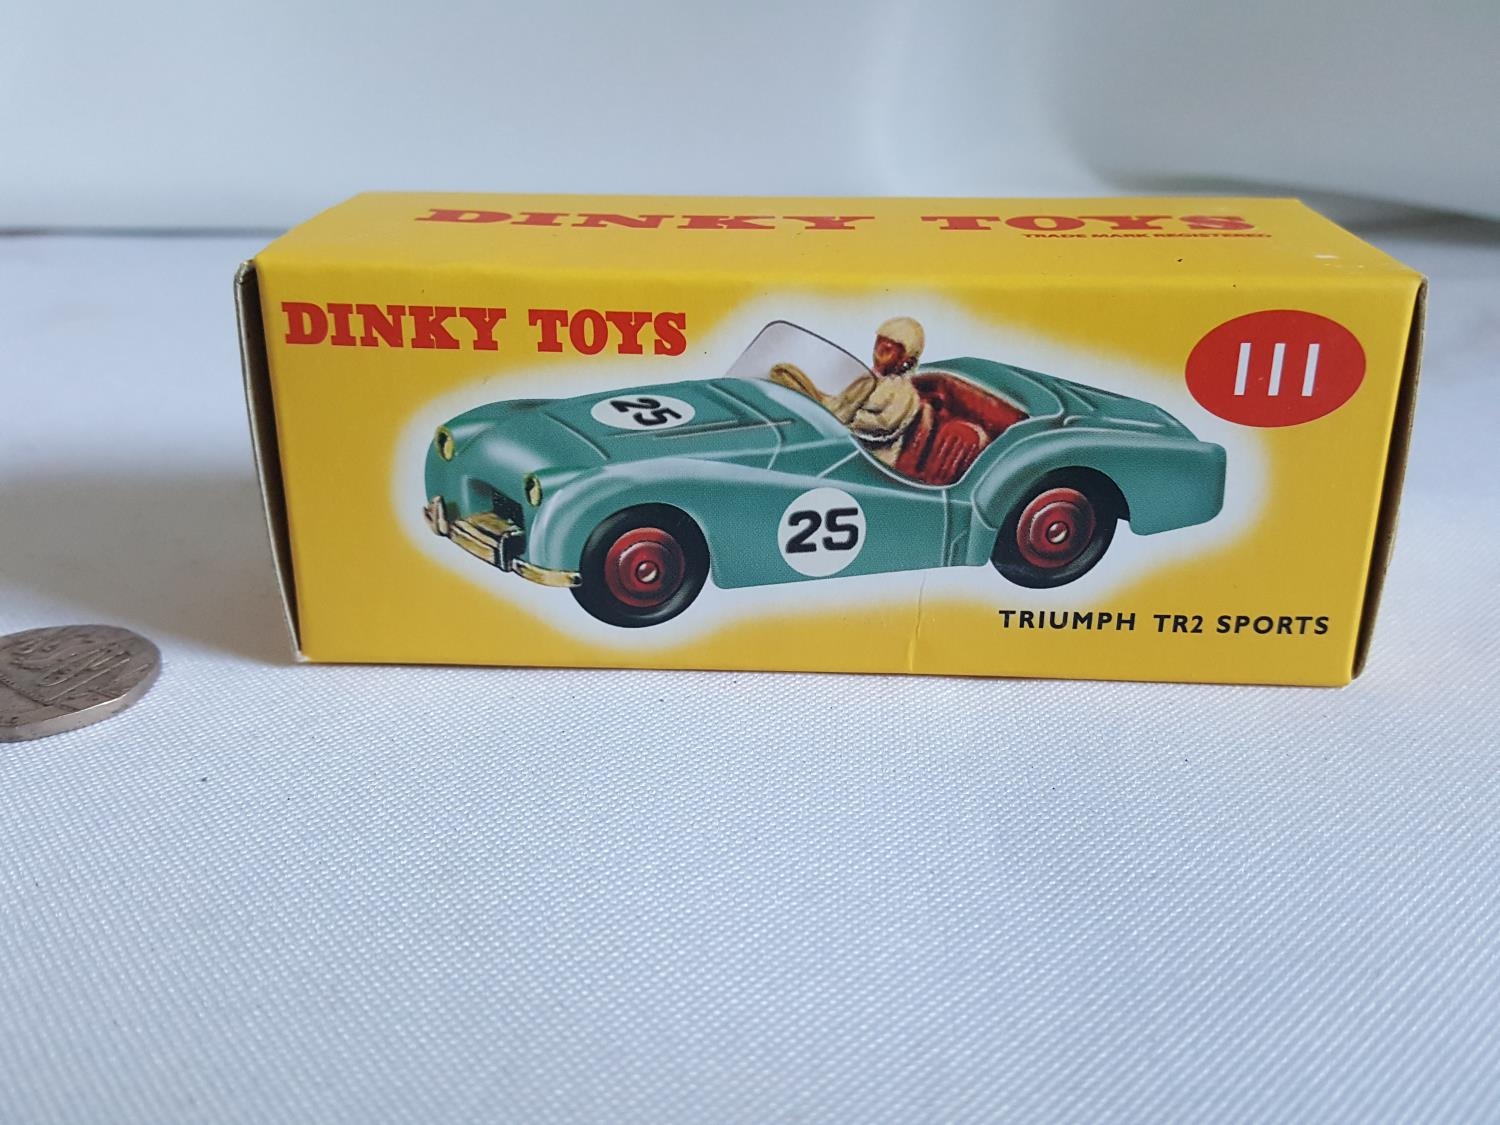 DINKY TOYS
TRADE MARK REGISTERED
DINKY TOYS
111
25
25
TRIUMPH TR2 SPORTS